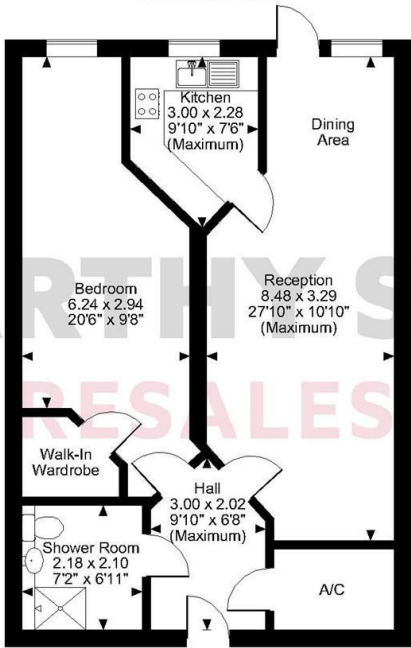 Kitchen
3.00 x 2.28
9'10" x 7'6"
(Maximum)
Dining
Area
Bedroom
6.24 x 2.94
20'6" x 9'8"
Reception
8.48 x 3.29
27'10" x 10'10"
(Maximum)
ARTHY S
RESALES
Walk-In
Wardrobe
Hall
3.00 x 2.02
9'10" x 6'8"
(Maximum)
Shower Room
2.18 x 2.10
7'2" x 6'11"
A/C